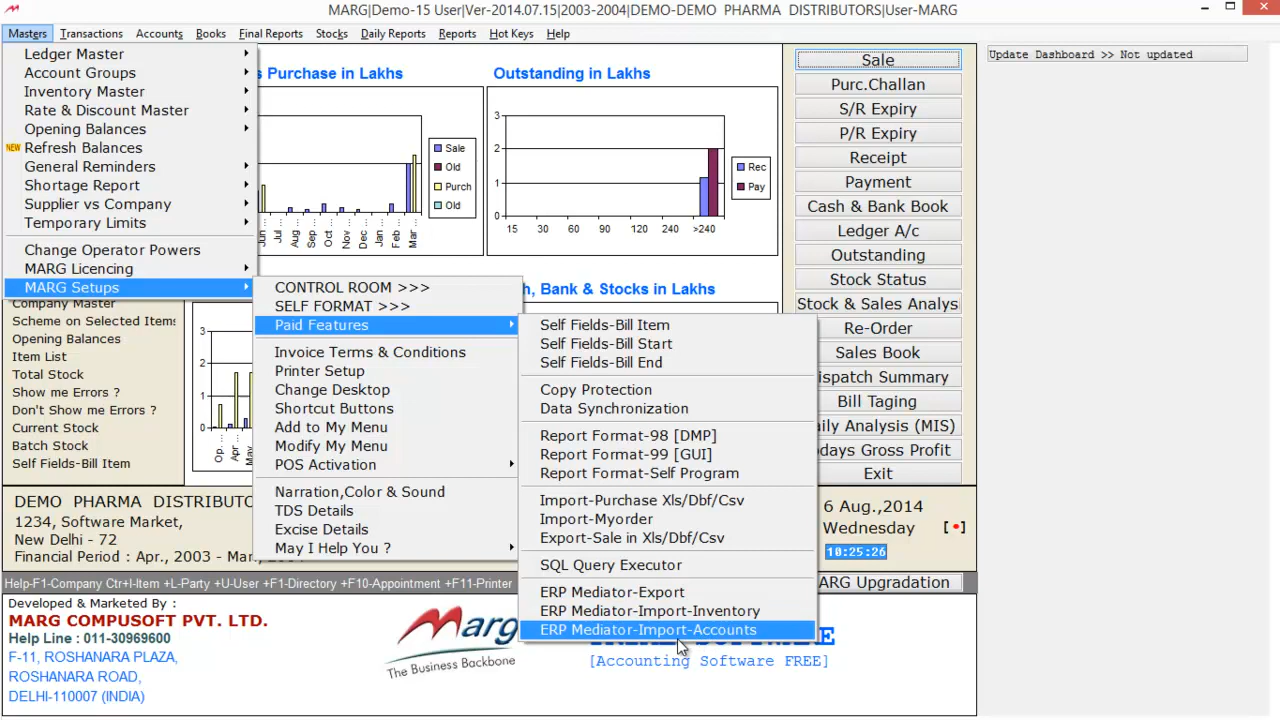 MARG|Demo-15 User|Ver-2014.07.15|2003-2004|DEMO-DEMO PHARMA DISTRIBUTORS|User-MARG
Masters Transactions Accounts Books Final Reports Stocks Daily Reports Reports Hot Keys Help
Ledger Master
Account Groups
Inventory Master
Rate & Discount Master
Opening Balances
NEW Refresh Balances
General Reminders
Shortage Report
Supplier vs Company
Temporary Limits
Change Operator Powers
MARG Licencing
MARG Setups
Company Master
Scheme on Selected Items
Opening Balances
Item List
Total Stock
Show me Errors ?
Don't Show me Errors ?
Current Stock
Batch Stock
Self Fields-Bill Item
s Purchase in Lakhs
Sale
Old
Purch
Old
Jun ...
Jul ...
Aug...
Sep ...
Oct...
Nov...
Dec...
Jan...
Feb...
Mar...
Outstanding in Lakhs
3
2
1
0
15 30 60 90 120 240 >240
Rec
Pay
h, Bank & Stocks in Lakhs
3
2
1
0
Op...
Apr ...
CONTROL ROOM >>>
SELF FORMAT >>>
Paid Features
Invoice Terms & Conditions
Printer Setup
Change Desktop
Shortcut Buttons
Add to My Menu
Modify My Menu
POS Activation
Narration,Color & Sound
TDS Details
Excise Details
May I Help You ?
Self Fields-Bill Item
Self Fields-Bill Start
Self Fields-Bill End
Copy Protection
Data Synchronization
Report Format-98 [DMP]
Report Format-99 [GUI]
Report Format-Self Program
Import-Purchase Xls/Dbf/Csv
Import-Myorder
Export-Sale in Xls/Dbf/Csv
SQL Query Executor
ERP Mediator-Export
ERP Mediator-Import-Inventory
ERP Mediator-Import-Accounts
Sale
Purc.Challan
S/R Expiry
P/R Expiry
Receipt
Payment
Cash & Bank Book
Ledger A/c
Outstanding
Stock Status
Stock & Sales Analys
Re-Order
Sales Book
ispatch Summary
Bill Taging
ily Analysis (MIS)
days Gross Profit
Exit
Update Dashboard >> Not updated
DEMO PHARMA DISTRIBUTO
1234, Software Market,
New Delhi - 72
Financial Period : Apr., 2003 - Mar.,
6 Aug.,2014
Wednesday [•]
10:25:26
Help-F1-Company Ctr+I-Item +L-Party +U-User +F1-Directory +F10-Appointment +F11-Printer
MARG Upgradation
Developed & Marketed By :
MARG COMPUSOFT PVT. LTD.
Help Line : 011-30969600
F-11, ROSHANARA PLAZA,
ROSHANARA ROAD,
DELHI-110007 (INDIA)
Marg
The Business Backbone
[Accounting Software FREE]